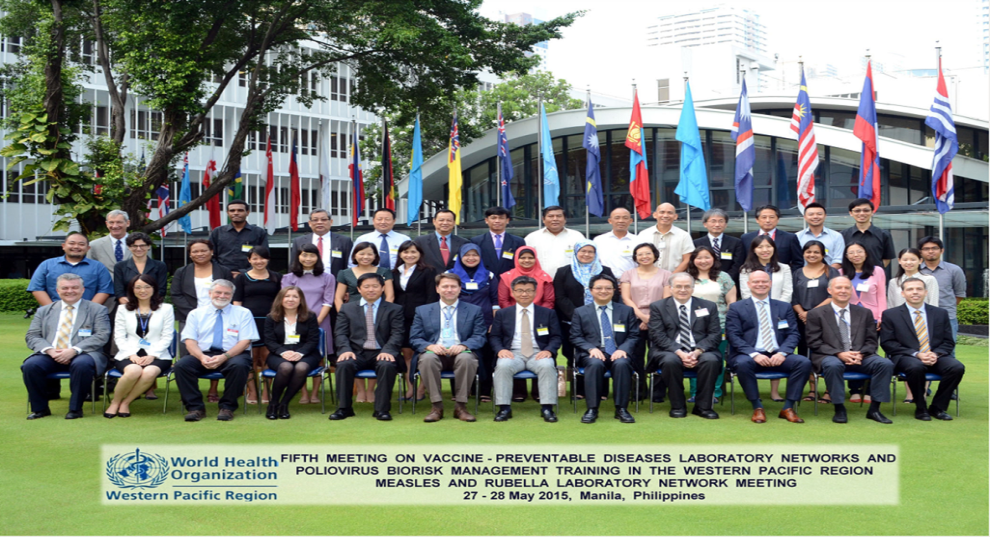 World Health
Organization
Western Pacific Region
FIFTH MEETING ON VACCINE - PREVENTABLE DISEASES LABORATORY NETWORKS AND
POLIOVIRUS BIORISK MANAGEMENT TRAINING IN THE WESTERN PACIFIC REGION
MEASLES AND RUBELLA LABORATORY NETWORK MEETING
27 - 28 May 2015, Manila, Philippines